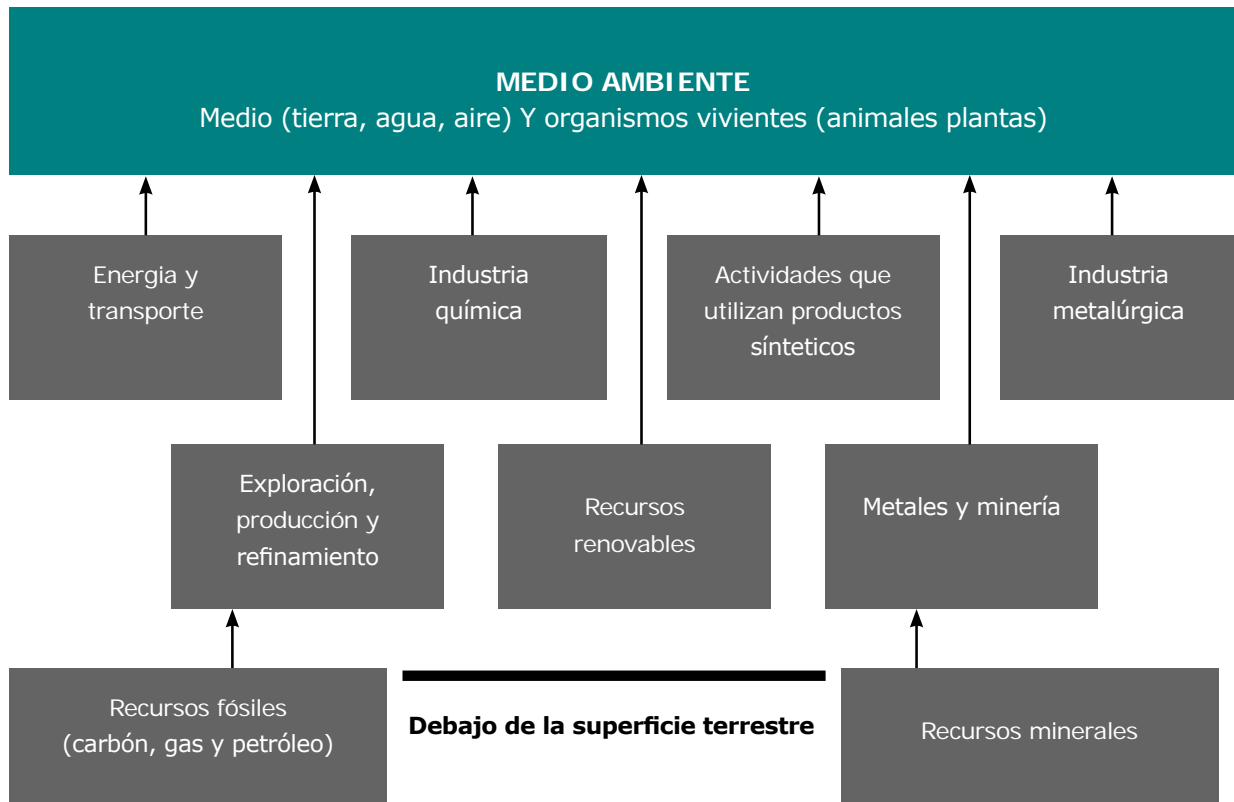 MEDIO AMBIENTE
Medio (tierra, agua, aire) Y organismos vivientes (animales plantas)
Energia y
transporte
Industria
química
Actividades que
utilizan productos
sínteticos
Industria
metalúrgica
Exploración,
producción y
refinamiento
Recursos
renovables
Metales y minería
Recursos fósiles
(carbón, gas y petróleo)
Debajo de la superficie terrestre
Recursos minerales